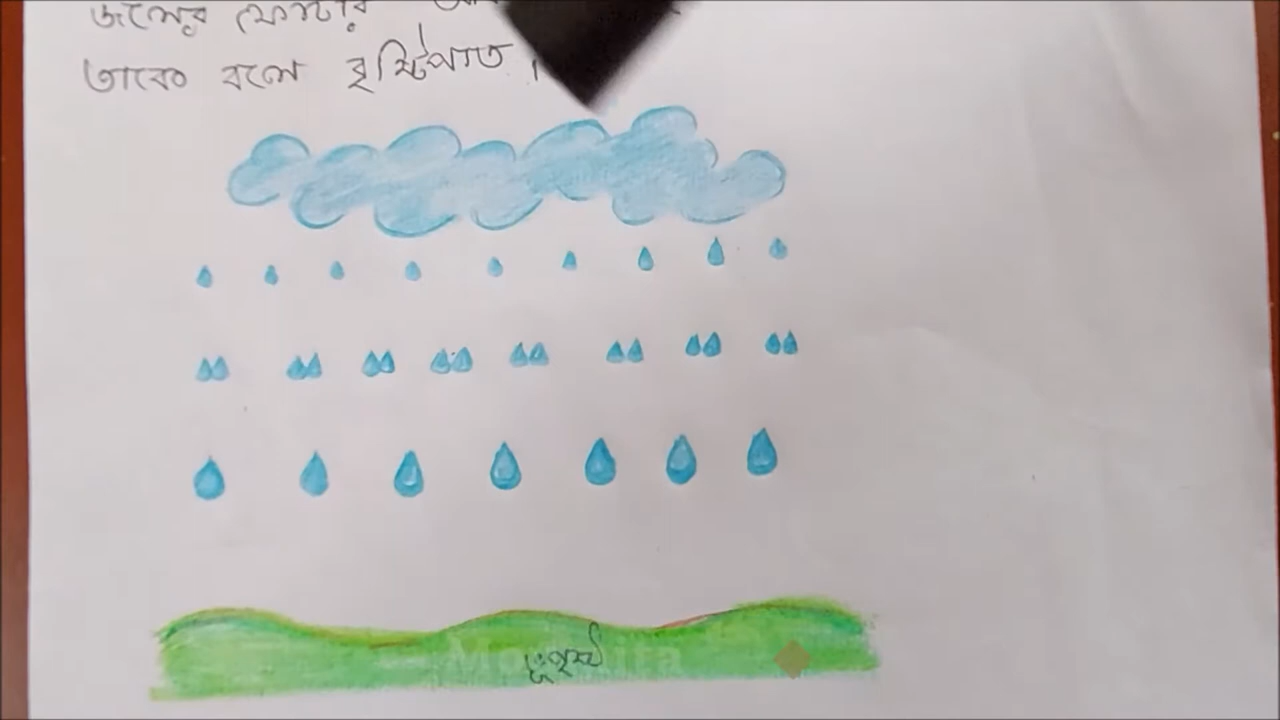 জলের ফোটার
তাকে বলে বৃষ্টিপাত।
ভূপৃষ্ঠ